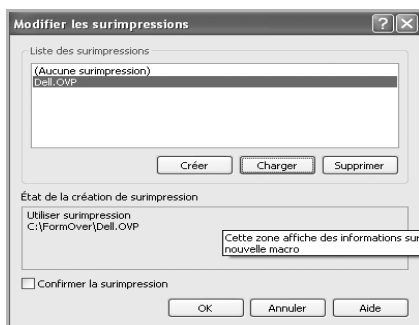 Modifier les surimpressions
Liste des surimpressions
(Aucune surimpression)
Dell.OVP
Créer
Charger
Supprimer
État de la création de surimpression
Utiliser surimpression
C:\FormOver\Dell.OVP
Cette zone affiche des informations sur
nouvelle macro
Confirmer la surimpression
OK
Annuler
Aide